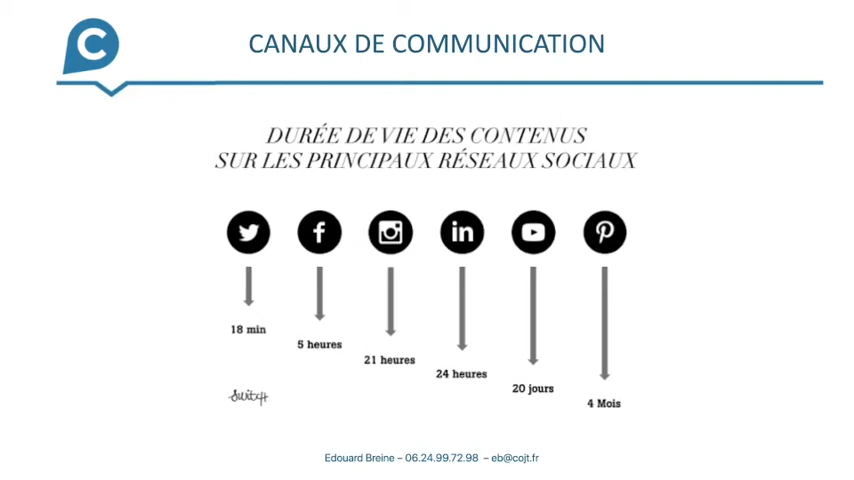 C
CANAUX DE COMMUNICATION
DURÉE DE VIE DES CONTENUS
SUR LES PRINCIPAUX RÉSEAUX SOCIAUX
18 min
5 heures
21 heures
24 heures
20 jours
4 Mois
Switch
Edouard Breine – 06.24.99.72.98 – eb@cojt.fr